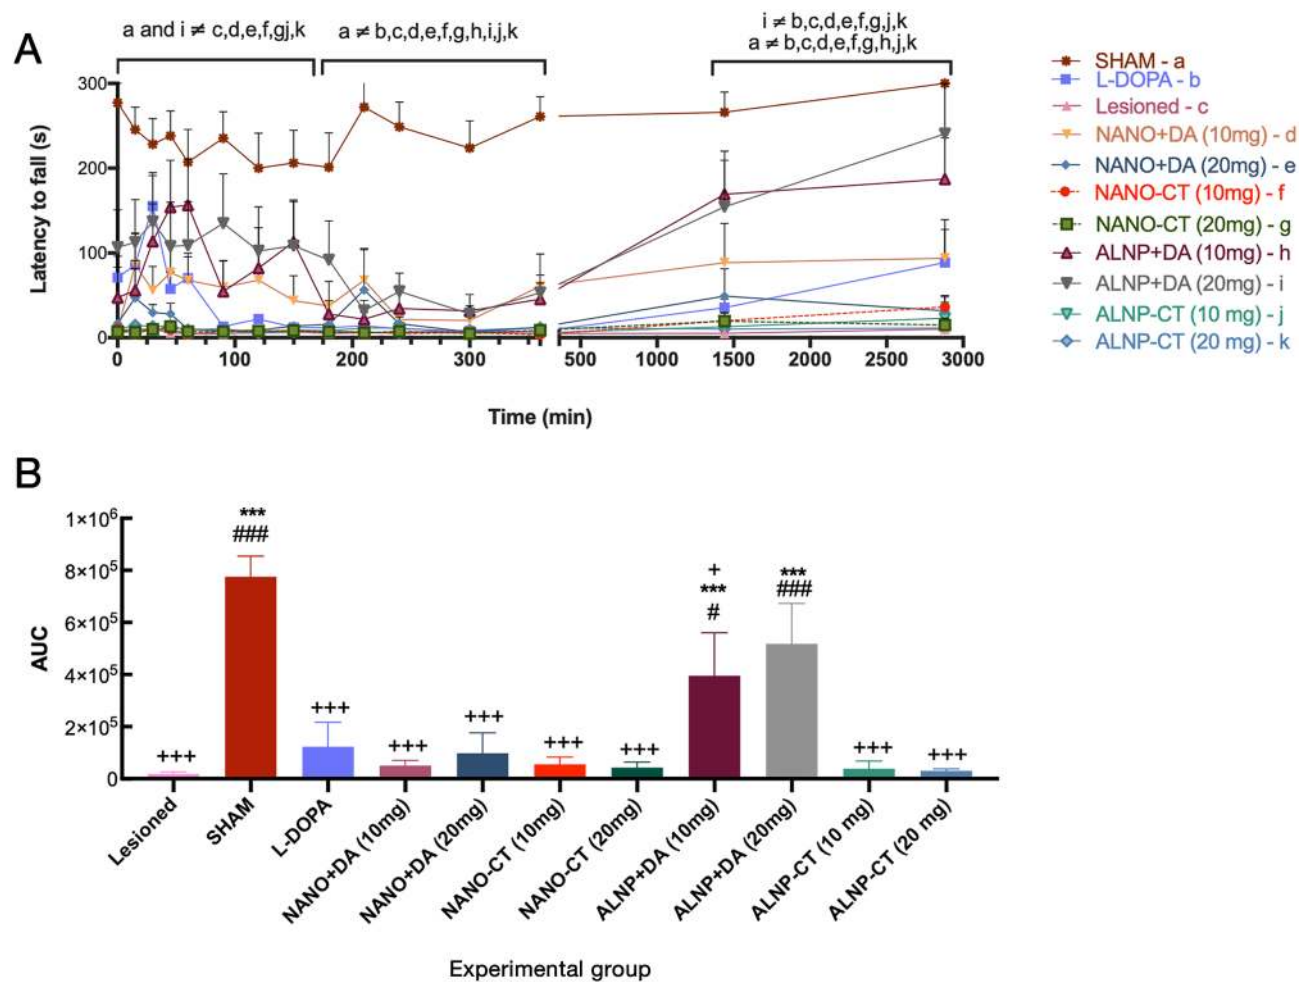 A
a and i ≠ c,d,e,f,gj,k
a ≠ b,c,d,e,f,g,h,i,j,k
i ≠ b,c,d,e,f,g,j,k
a ≠ b,c,d,e,f,g,h,j,k
Latency to fall (s)
300
200
100
0
0 100 200 300 500 1000 1500 2000 2500 3000
Time (min)
SHAM - a
L-DOPA - b
Lesioned - c
NANO+DA (10mg) - d
NANO+DA (20mg) - e
NANO-CT (10mg) - f
NANO-CT (20mg) - g
ALNP+DA (10mg) - h
ALNP+DA (20mg) - i
ALNP-CT (10 mg) - j
ALNP-CT (20 mg) - k
B
AUC
1×10⁶
8×10⁵
6×10⁵
4×10⁵
2×10⁵
0
+++
***
###
+++
+++
+++
+++
+++
+
***
#
***
###
+++
+++
Lesioned
SHAM
L-DOPA
NANO+DA (10mg)
NANO+DA (20mg)
NANO-CT (10mg)
NANO-CT (20mg)
ALNP+DA (10mg)
ALNP+DA (20mg)
ALNP-CT (10 mg)
ALNP-CT (20 mg)
Experimental group